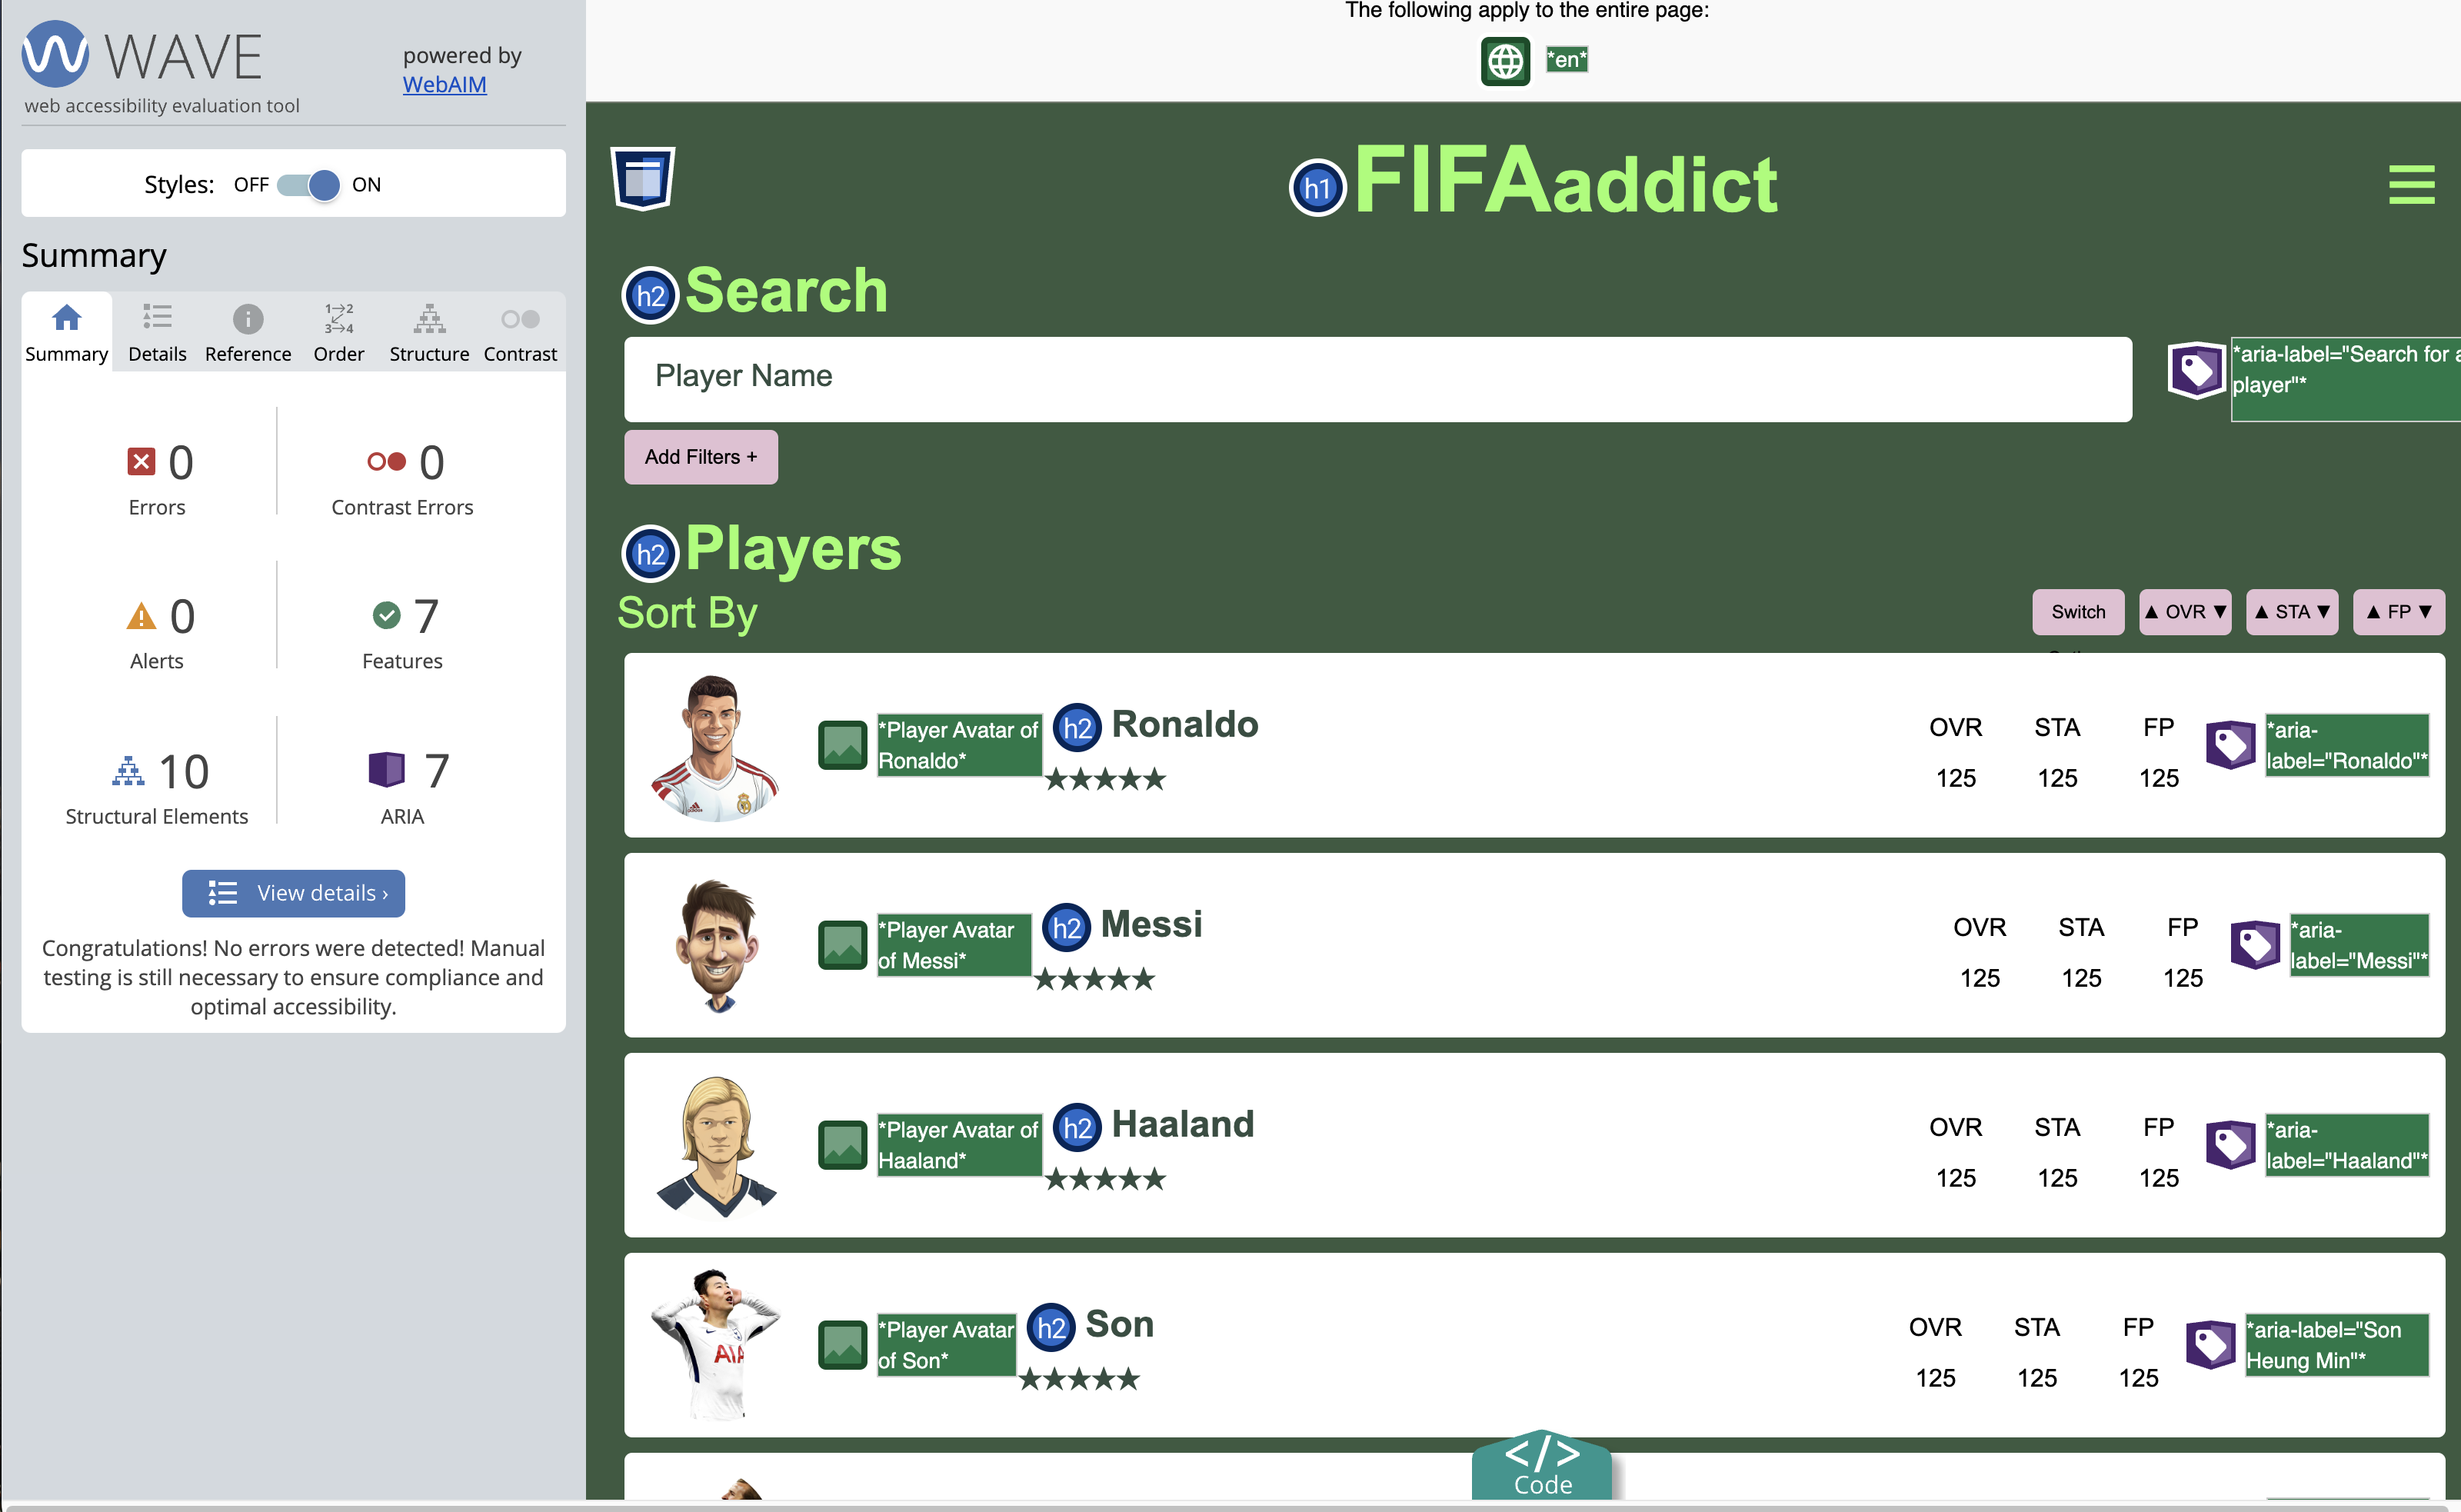 WAVE
powered by
WebAIM
web accessibility evaluation tool
Styles: OFF ON
Summary
1→2
3→4
Summary Details Reference Order Structure Contrast
0 0
Errors Contrast Errors
0 7
Alerts Features
10 7
Structural Elements ARIA
View details ›
Congratulations! No errors were detected! Manual
testing is still necessary to ensure compliance and
optimal accessibility.
The following apply to the entire page:
*en*
h1 FIFAaddict
h2 Search
Player Name
*aria-label="Search for a
player"*
Add Filters +
h2 Players
Sort By
Switch ▲ OVR ▼ ▲ STA ▼ ▲ FP ▼
*Player Avatar of
Ronaldo*
h2 Ronaldo
★★★★★
OVR STA FP
125 125 125
*aria-
label="Ronaldo"*
*Player Avatar
of Messi*
h2 Messi
★★★★★
OVR STA FP
125 125 125
*aria-
label="Messi"*
*Player Avatar of
Haaland*
h2 Haaland
★★★★★
OVR STA FP
125 125 125
*aria-
label="Haaland"*
AIA
*Player Avatar
of Son*
h2 Son
★★★★★
OVR STA FP
125 125 125
*aria-label="Son
Heung Min"*
</>
Code